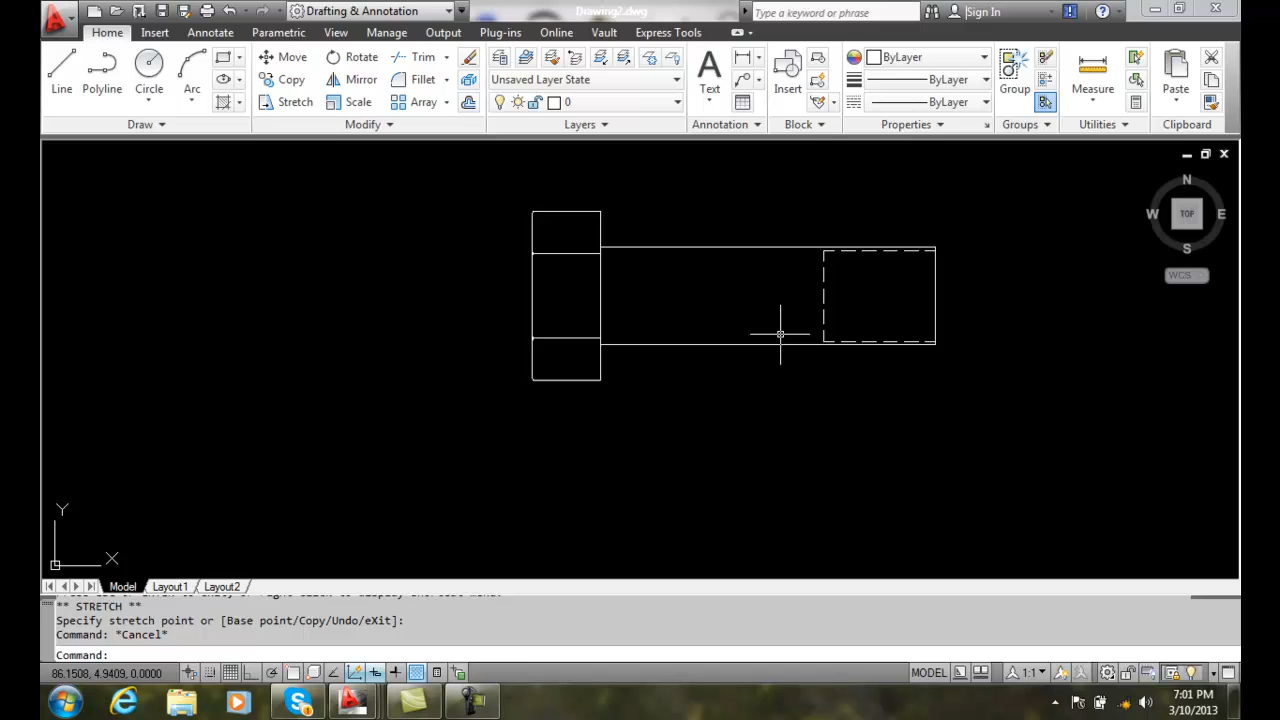 Drafting & Annotation
Drawing2.dwg
Type a keyword or phrase
Sign In
Home Insert Annotate Parametric View Manage Output Plug-ins Online Vault Express Tools
Line
Polyline
Circle
Arc
Move
Rotate
Trim
Copy
Mirror
Fillet
Stretch
Scale
Array
Unsaved Layer State
0
Text
Insert
ByLayer
ByLayer
ByLayer
Group
Measure
Paste
Draw
Modify
Layers
Annotation
Block
Properties
Groups
Utilities
Clipboard
N
W
TOP
E
S
WCS
Y
X
Model
Layout1
Layout2
** STRETCH **
Specify stretch point or [Base point/Copy/Undo/eXit]:
Command: *Cancel*
Command:
86.1508, 4.9409, 0.0000
MODEL
1:1
7:01 PM
3/10/2013